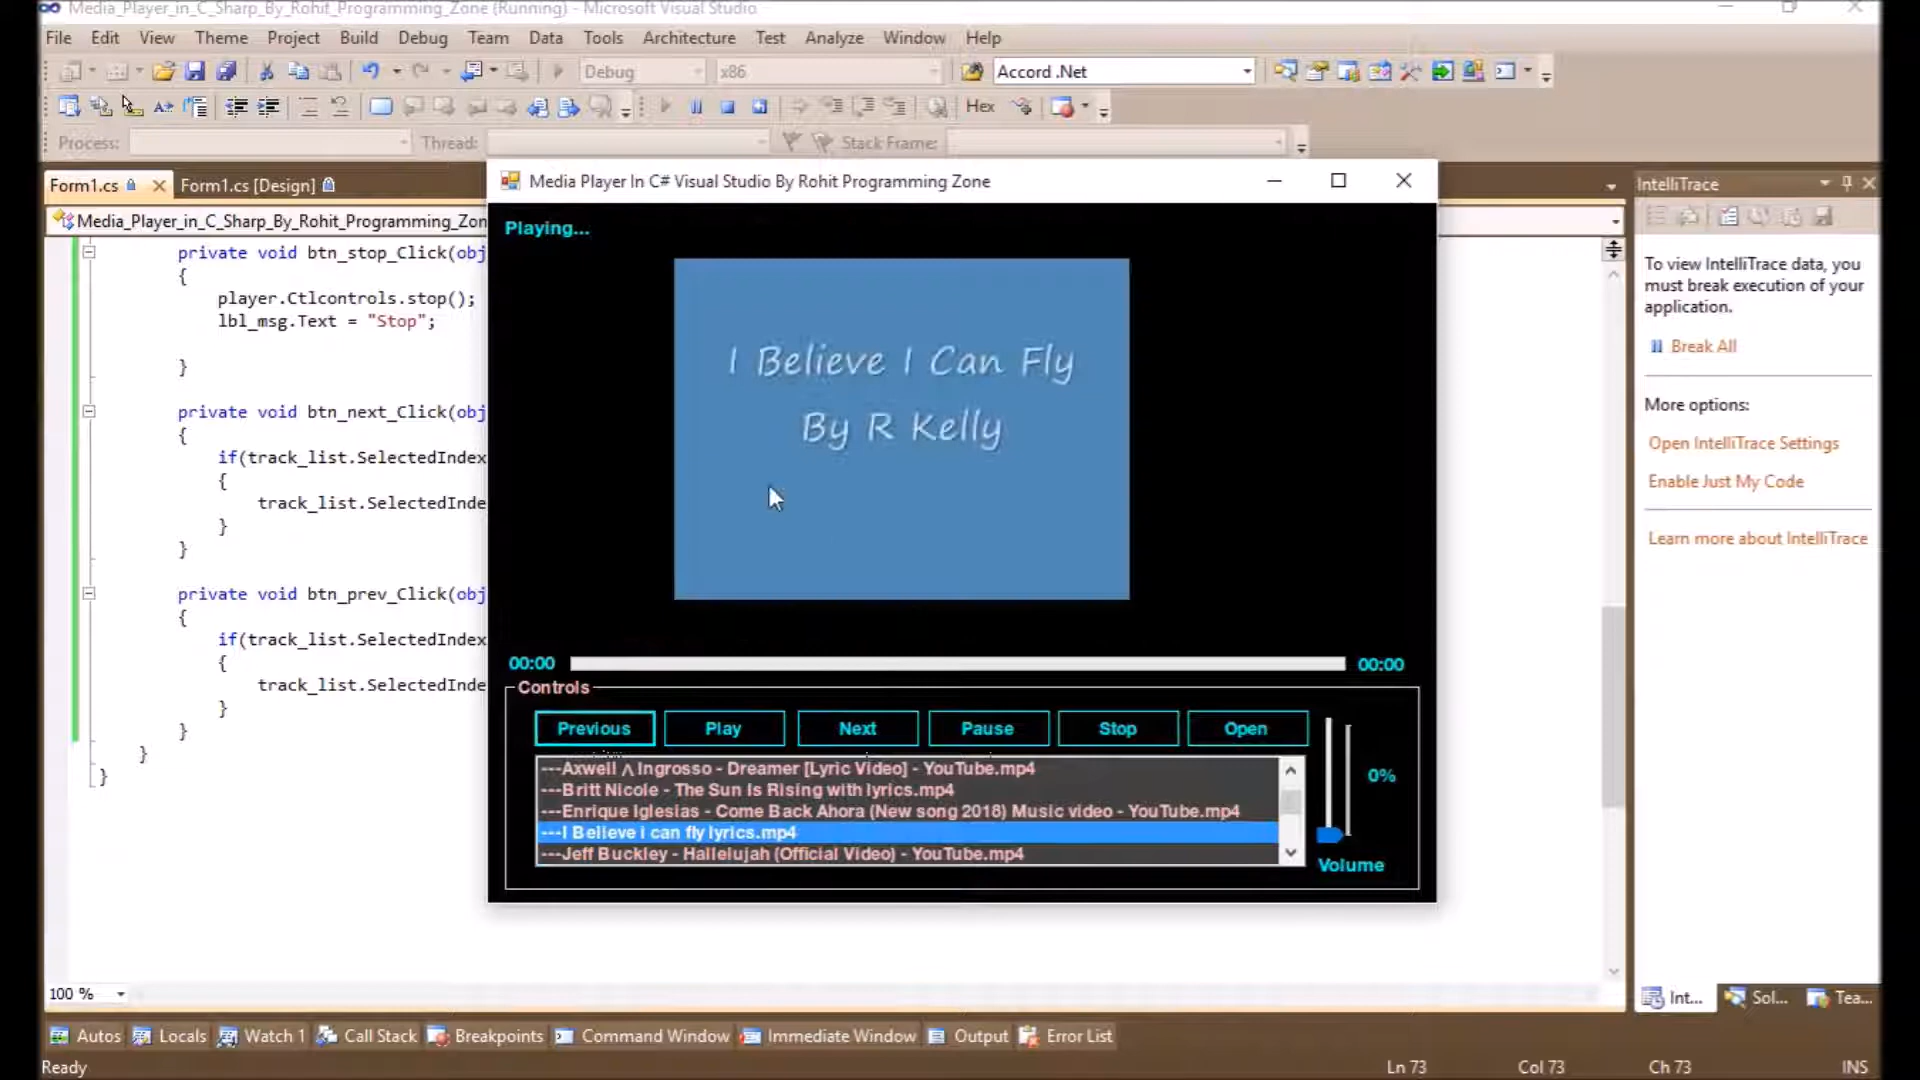 Media_Player_in_C_Sharp_By_Rohit_Programming_Zone (Running) - Microsoft Visual Studio
File Edit View Theme Project Build Debug Team Data Tools Architecture Test Analyze Window Help
Debug x86 Accord .Net
Hex
Process: Thread: Stack Frame:
Form1.cs Form1.cs [Design]
Media_Player_in_C_Sharp_By_Rohit_Programming_Zon
private void btn_stop_Click(obj
{
player.Ctlcontrols.stop();
lbl_msg.Text = "Stop";
}
private void btn_next_Click(obj
{
if(track_list.SelectedIndex
{
track_list.SelectedInde
}
}
private void btn_prev_Click(obj
{
if(track_list.SelectedIndex
{
track_list.SelectedInde
}
}
}
}
Media Player In C# Visual Studio By Rohit Programming Zone
Playing...
I Believe I Can Fly
By R Kelly
00:00 00:00
Controls
Previous Play Next Pause Stop Open
---Axwell Λ Ingrosso - Dreamer [Lyric Video] - YouTube.mp4
---Britt Nicole - The Sun Is Rising with lyrics.mp4
---Enrique Iglesias - Come Back Ahora (New song 2018) Music video - YouTube.mp4
---I Believe i can fly lyrics.mp4
---Jeff Buckley - Hallelujah (Official Video) - YouTube.mp4
0%
Volume
IntelliTrace
To view IntelliTrace data, you
must break execution of your
application.
Break All
More options:
Open IntelliTrace Settings
Enable Just My Code
Learn more about IntelliTrace
100 %
Int... Sol... Tea...
Autos Locals Watch 1 Call Stack Breakpoints Command Window Immediate Window Output Error List
Ready Ln 73 Col 73 Ch 73 INS